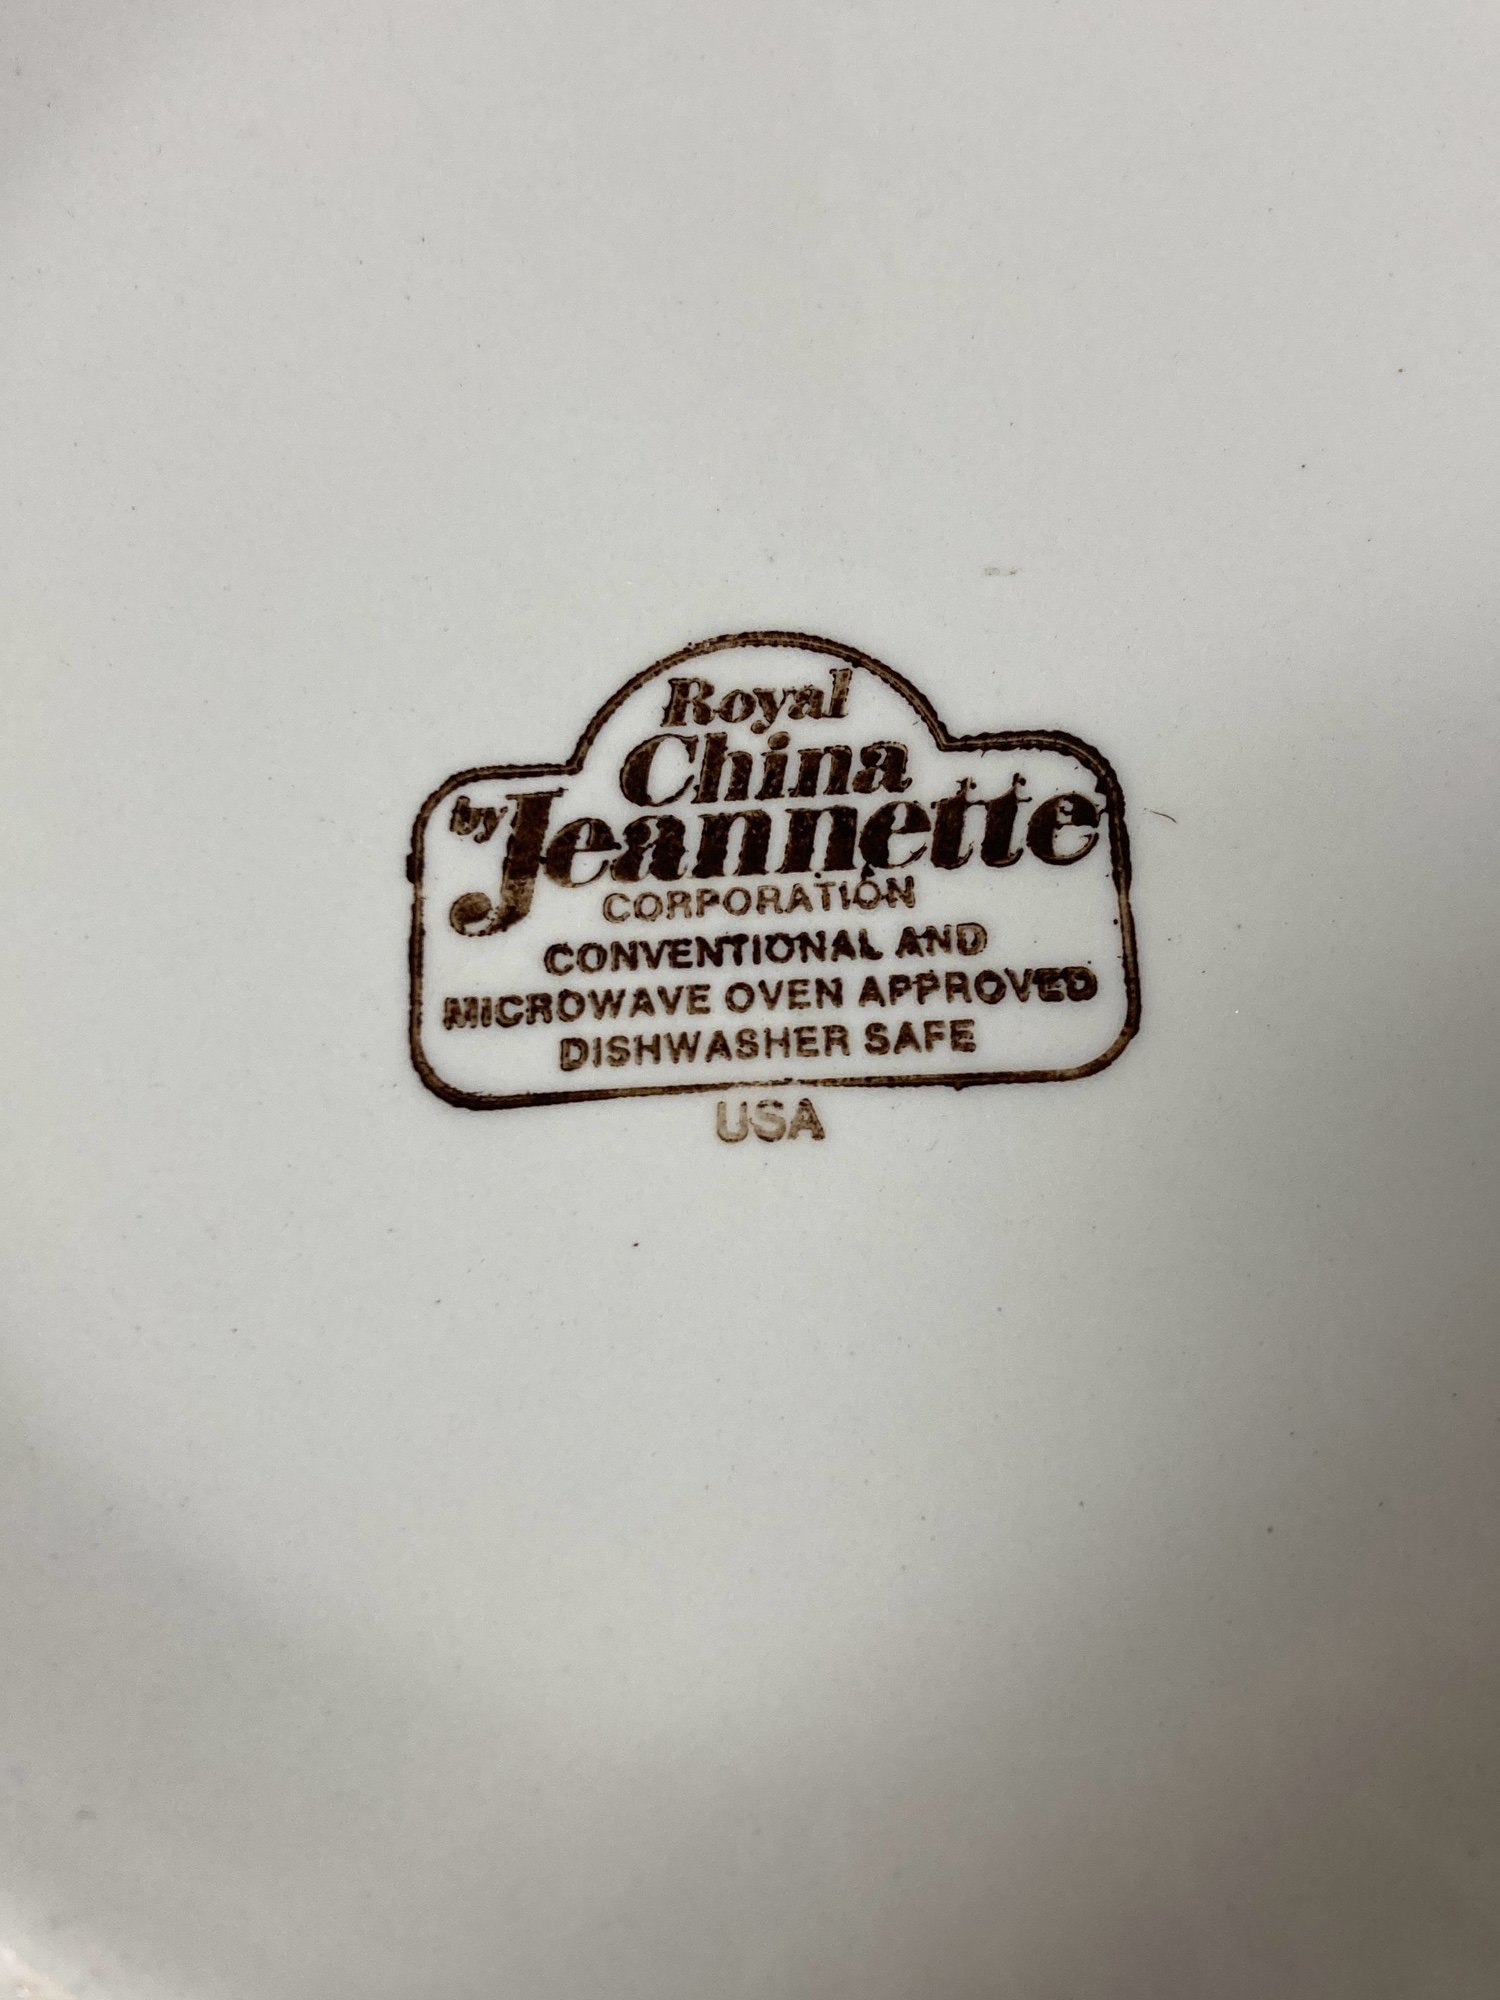 Royal
China
by Jeannette
CORPORATION
CONVENTIONAL AND
MICROWAVE OVEN APPROVED
DISHWASHER SAFE
USA